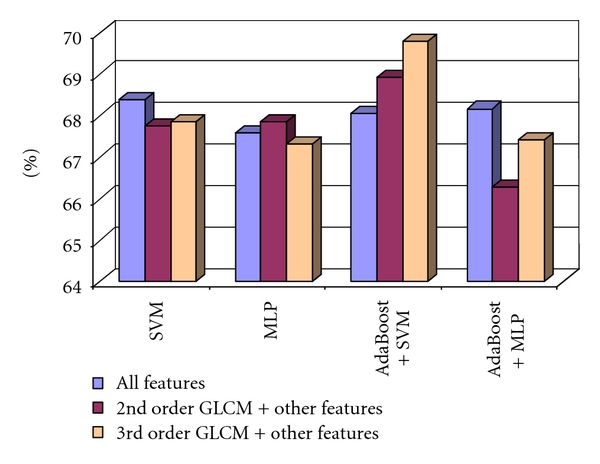 70
69
68
67
66
65
64
(%)
SVM
MLP
AdaBoost
+ SVM
AdaBoost
+ MLP
All features
2nd order GLCM + other features
3rd order GLCM + other features